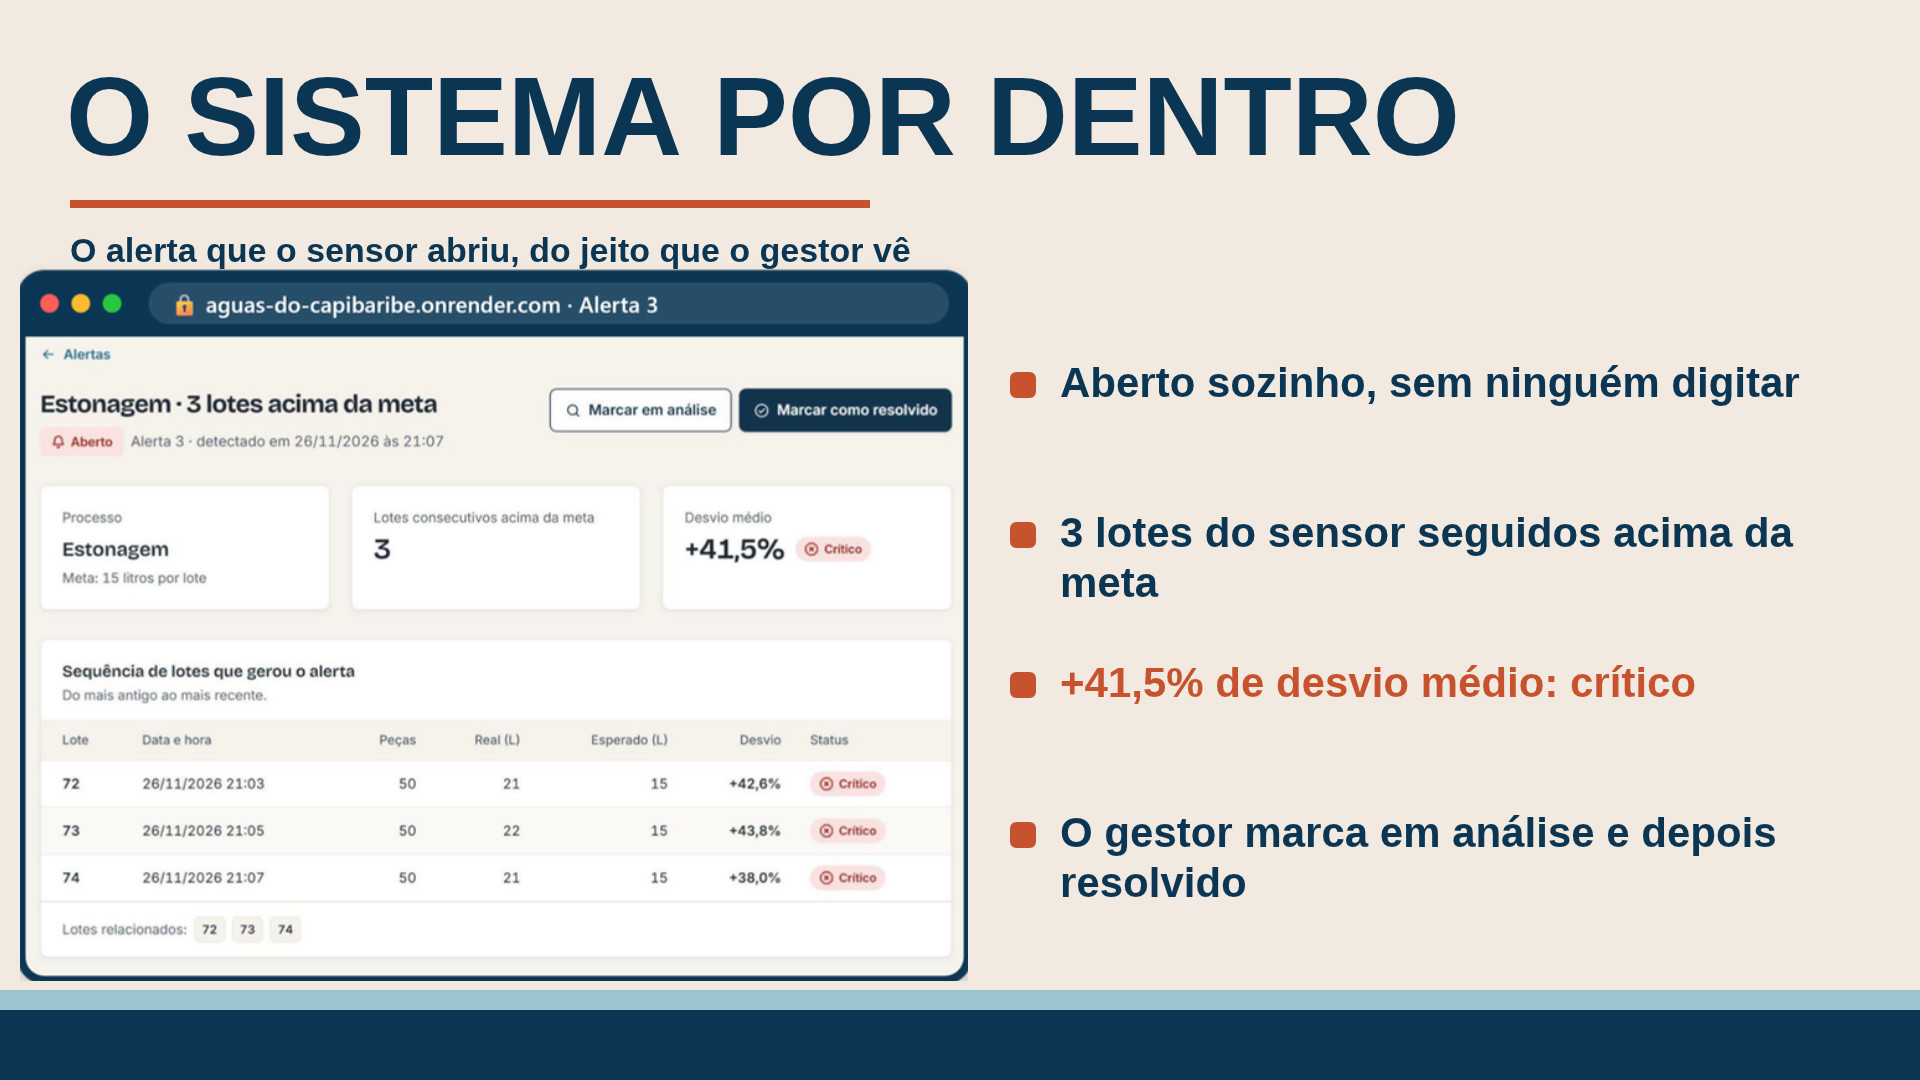 O SISTEMA POR DENTRO
O alerta que o sensor abriu, do jeito que o gestor vê
aguas-do-capibaribe.onrender.com · Alerta 3
← Alertas
Estonagem · 3 lotes acima da meta
Marcar em análise
Marcar como resolvido
Aberto
Alerta 3 · detectado em 26/11/2026 às 21:07
Processo
Estonagem
Meta: 15 litros por lote
Lotes consecutivos acima da meta
3
Desvio médio
+41,5% Crítico
Sequência de lotes que gerou o alerta
Do mais antigo ao mais recente.
Lote Data e hora Peças Real (L) Esperado (L) Desvio Status
72 26/11/2026 21:03 50 21 15 +42,6% Crítico
73 26/11/2026 21:05 50 22 15 +43,8% Crítico
74 26/11/2026 21:07 50 21 15 +38,0% Crítico
Lotes relacionados: 72 73 74
Aberto sozinho, sem ninguém digitar
3 lotes do sensor seguidos acima da
meta
+41,5% de desvio médio: crítico
O gestor marca em análise e depois
resolvido